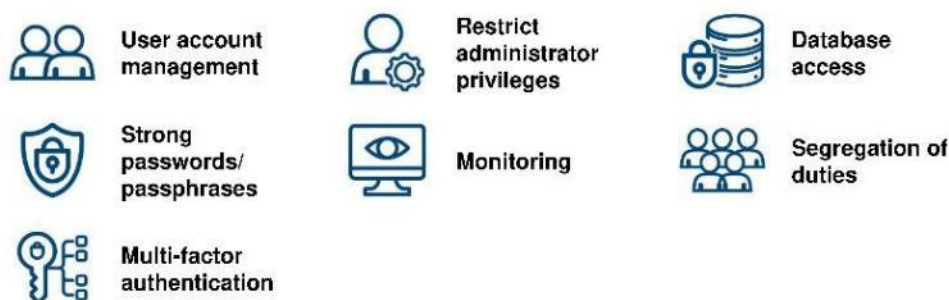 User account
management
Restrict
administrator
privileges
Database
access
Strong
passwords/
passphrases
Monitoring
Segregation of
duties
Multi-factor
authentication